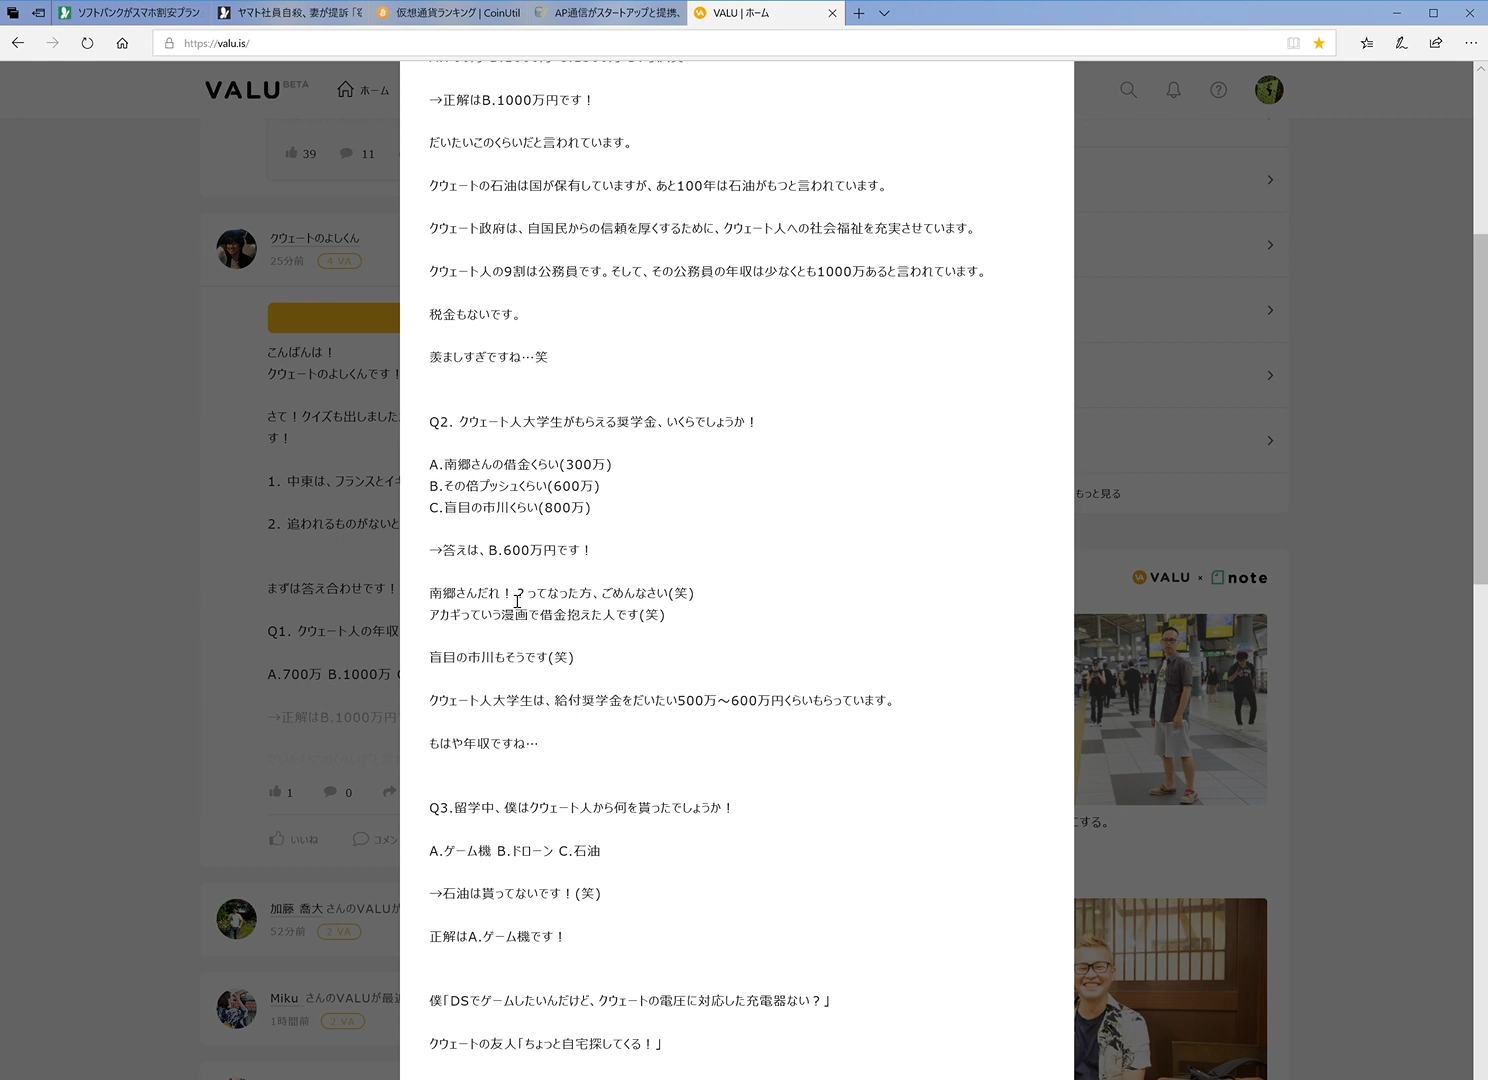 ソフトバンクがスマホ割安プラン
ヤマト社員自殺、妻が提訴「
仮想通貨ランキング | CoinUtil
AP通信がスタートアップと提携、
VALU | ホーム
https://valu.is/
VALU BETA
ホーム
39 11
クウェートのよしくん
25分前 4 VA
こんばんは！
クウェートのよしくんです！
さて！クイズも出しました
す！
1. 中東は、フランスとイギ
2. 追われるものがないと
まずは答え合わせです！
Q1. クウェート人の年収
A.700万 B.1000万
→正解はB.1000万円
1 0
いいね コメン
加藤 喬大 さんのVALUが
52分前 2 VA
Miku さんのVALUが最近
1時間前 2 VA
→正解はB.1000万円です！
だいたいこのくらいだと言われています。
クウェートの石油は国が保有していますが、あと100年は石油がもつと言われています。
クウェート政府は、自国民からの信頼を厚くするために、クウェート人への社会福祉を充実させています。
クウェート人の9割は公務員です。そして、その公務員の年収は少なくとも1000万あると言われています。
税金もないです。
羨ましすぎですね…笑
Q2. クウェート人大学生がもらえる奨学金、いくらでしょうか！
A.南郷さんの借金くらい(300万)
B.その倍プッシュくらい(600万)
C.盲目の市川くらい(800万)
→答えは、B.600万円です！
南郷さんだれ！？ってなった方、ごめんなさい(笑)
アカギっていう漫画で借金抱えた人です(笑)
盲目の市川もそうです(笑)
クウェート人大学生は、給付奨学金をだいたい500万～600万円くらいもらっています。
もはや年収ですね…
Q3.留学中、僕はクウェート人から何を貰ったでしょうか！
A.ゲーム機 B.ドローン C.石油
→石油は貰ってないです！(笑)
正解はA.ゲーム機です！
僕「DSでゲームしたいんだけど、クウェートの電圧に対応した充電器ない？」
クウェートの友人「ちょっと自宅探してくる！」
もっと見る
VALU × note
にする。